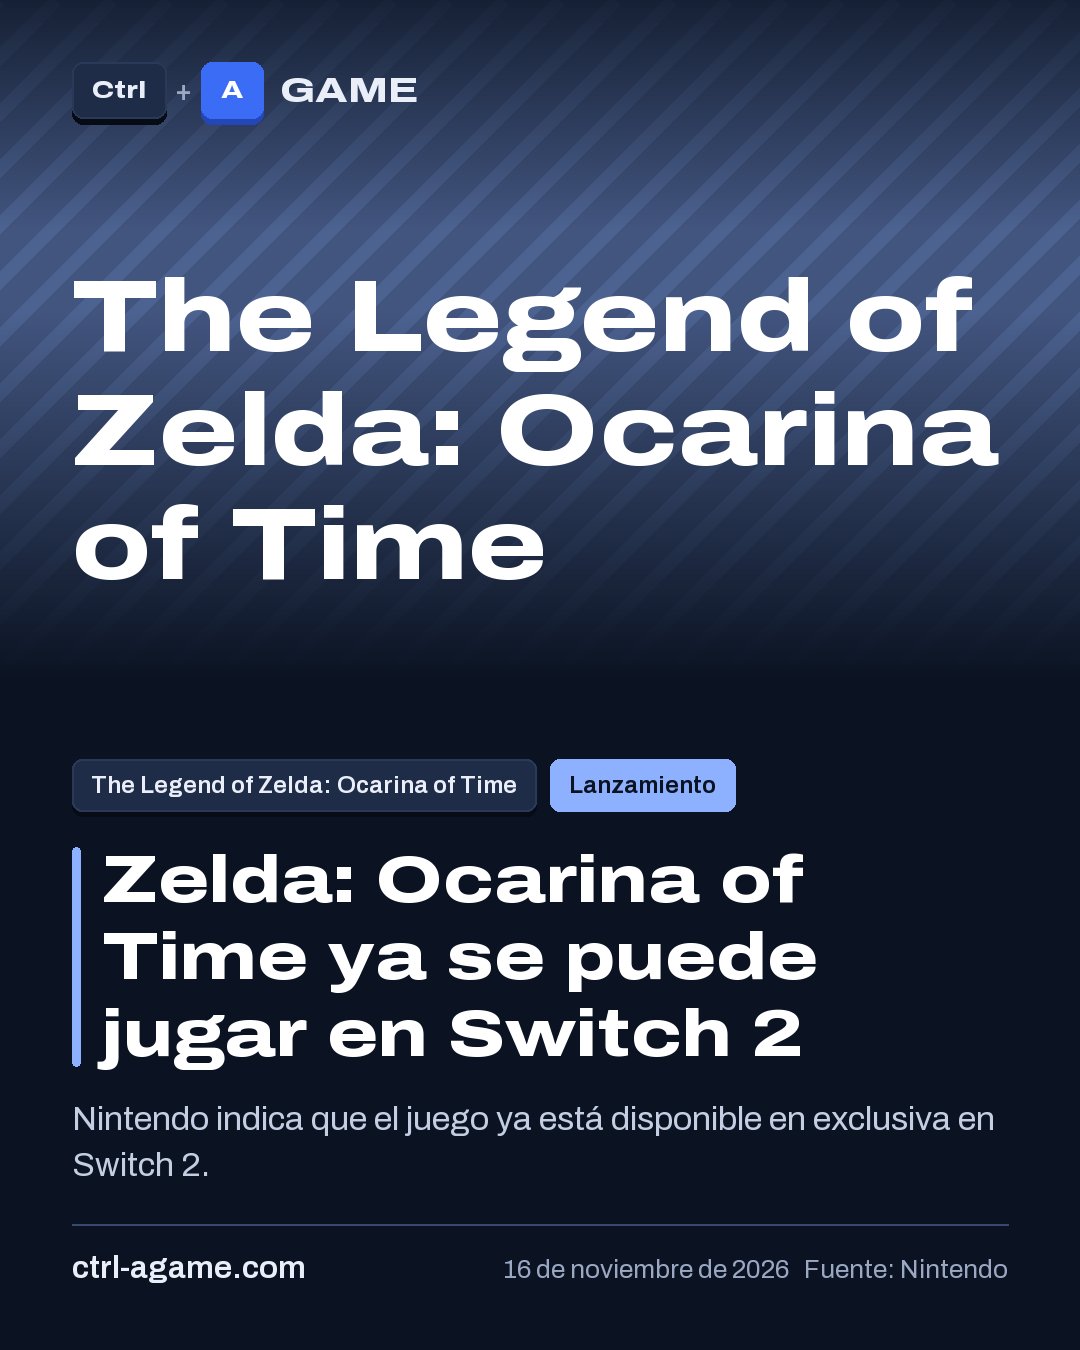 Ctrl + A GAME
The Legend of
Zelda: Ocarina
of Time
The Legend of Zelda: Ocarina of Time Lanzamiento
Zelda: Ocarina of
Time ya se puede
jugar en Switch 2
Nintendo indica que el juego ya está disponible en exclusiva en
Switch 2.
ctrl-agame.com 16 de noviembre de 2026 Fuente: Nintendo